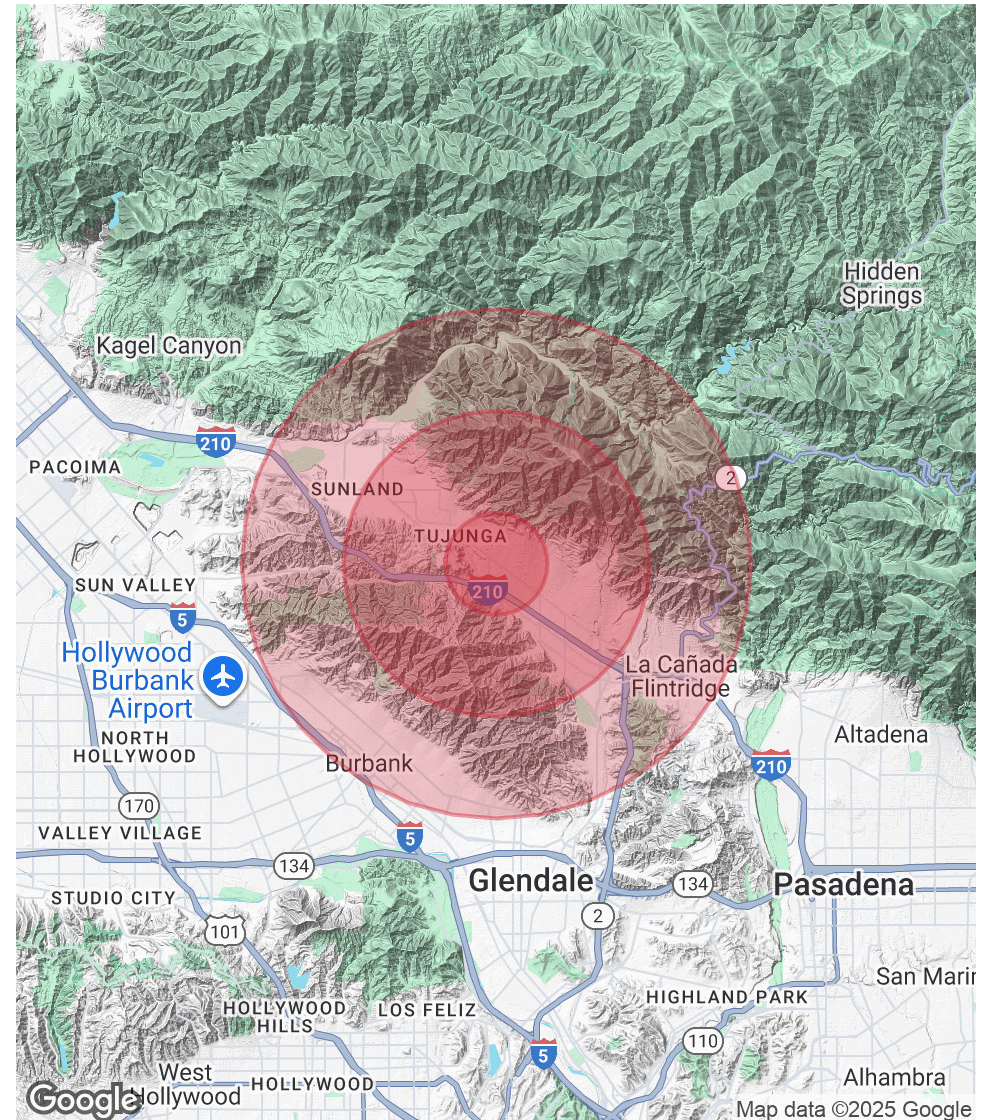 Hidden
Springs
Kagel Canyon
210
PACOIMA
2
SUNLAND
TUJUNGA
SUN VALLEY
210
5
Hollywood
Burbank
Airport
La Cañada
Flintridge
NORTH
HOLLYWOOD
Altadena
Burbank
210
170
VALLEY VILLAGE
5
134
Glendale
134
Pasadena
STUDIO CITY
2
101
San Marin
HIGHLAND PARK
HOLLYWOOD
HILLS
LOS FELIZ
110
5
West
Hollywood
HOLLYWOOD
Alhambra
Google
Map data ©2025 Google